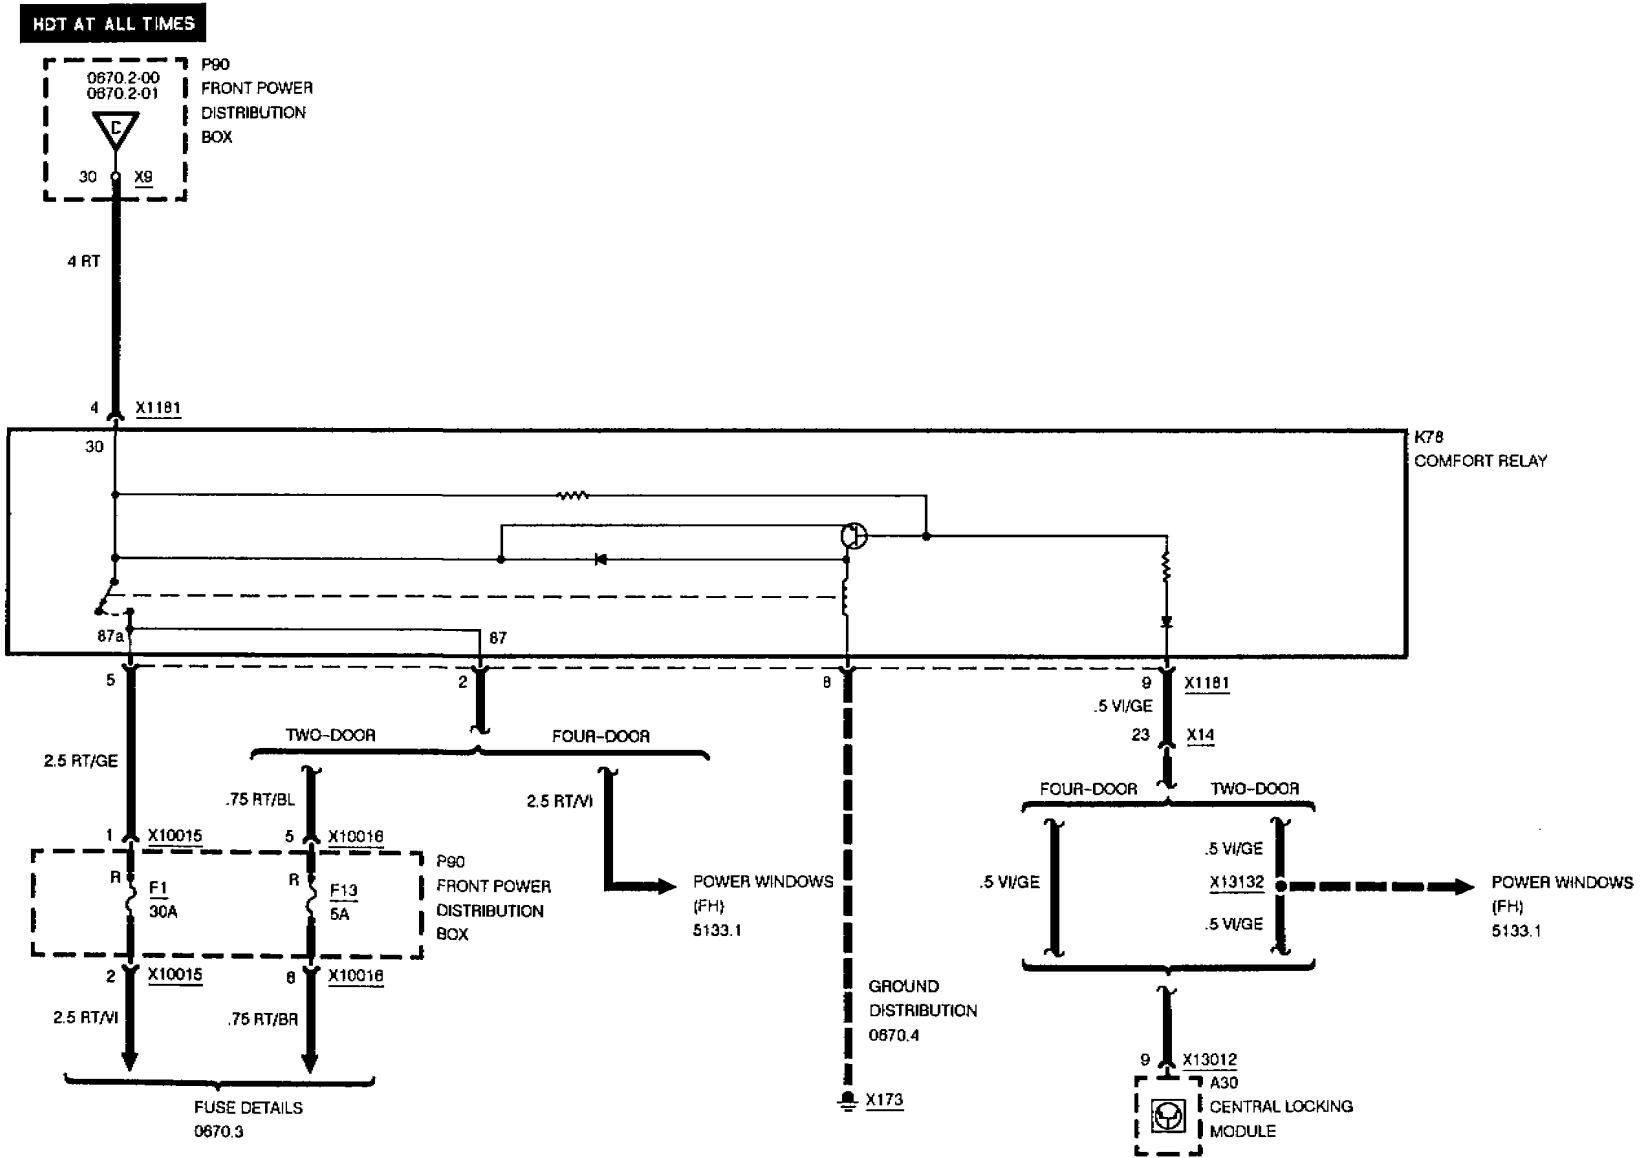 HOT AT ALL TIMES
0670.2-00
0670.2-01
P90
FRONT POWER
DISTRIBUTION
BOX
30 X9
4 RT
4 X1181
30
K78
COMFORT RELAY
87a
87
5
2
8
9 X1181
.5 VI/GE
23 X14
TWO-DOOR
FOUR-DOOR
2.5 RT/GE
.75 RT/BL
2.5 RT/VI
FOUR-DOOR
TWO-DOOR
1 X10015
5 X10016
R
F1
30A
R
F13
5A
P90
FRONT POWER
DISTRIBUTION
BOX
POWER WINDOWS
(FH)
5133.1
.5 VI/GE
.5 VI/GE
X13132
.5 VI/GE
POWER WINDOWS
(FH)
5133.1
2 X10015
6 X10016
2.5 RT/VI
.75 RT/BR
GROUND
DISTRIBUTION
0670.4
FUSE DETAILS
0670.3
X173
9 X13012
A30
CENTRAL LOCKING
MODULE